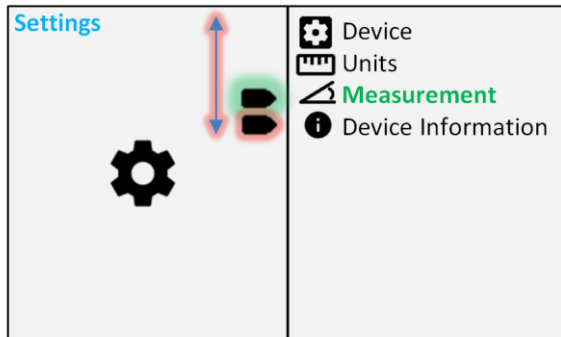 Settings
Device
Units
Measurement
Device Information